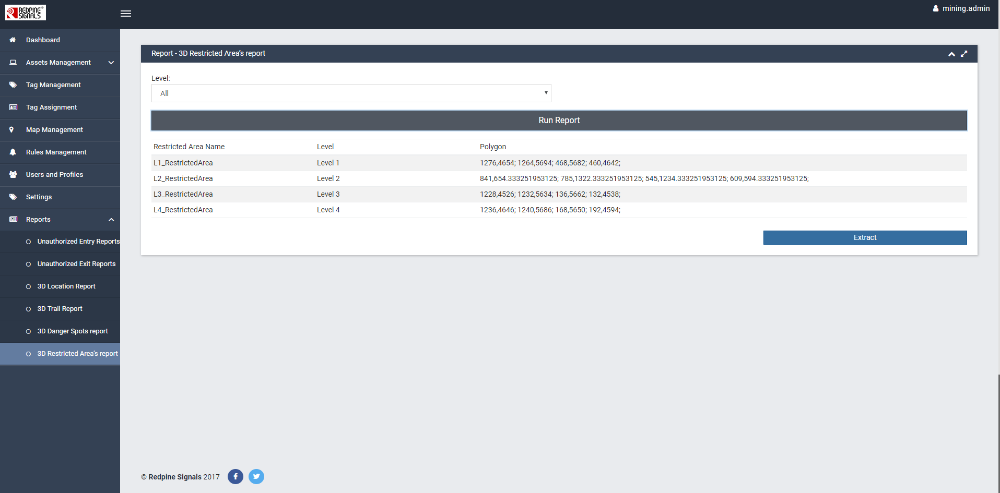 REDPINE®
SIGNALS
mining.admin
Dashboard
Assets Management
Tag Management
Tag Assignment
Map Management
Rules Management
Users and Profiles
Settings
Reports
Unauthorized Entry Reports
Unauthorized Exit Reports
3D Location Report
3D Trail Report
3D Danger Spots report
3D Restricted Area's report
Report - 3D Restricted Area's report
Level:
All
Run Report
Restricted Area Name Level Polygon
L1_RestrictedArea Level 1 1276,4654; 1264,5694; 468,5682; 460,4642;
L2_RestrictedArea Level 2 841,654.333251953125; 785,1322.333251953125; 545,1234.333251953125; 609,594.333251953125;
L3_RestrictedArea Level 3 1228,4526; 1232,5634; 136,5662; 132,4538;
L4_RestrictedArea Level 4 1236,4646; 1240,5686; 168,5650; 192,4594;
Extract
© Redpine Signals 2017